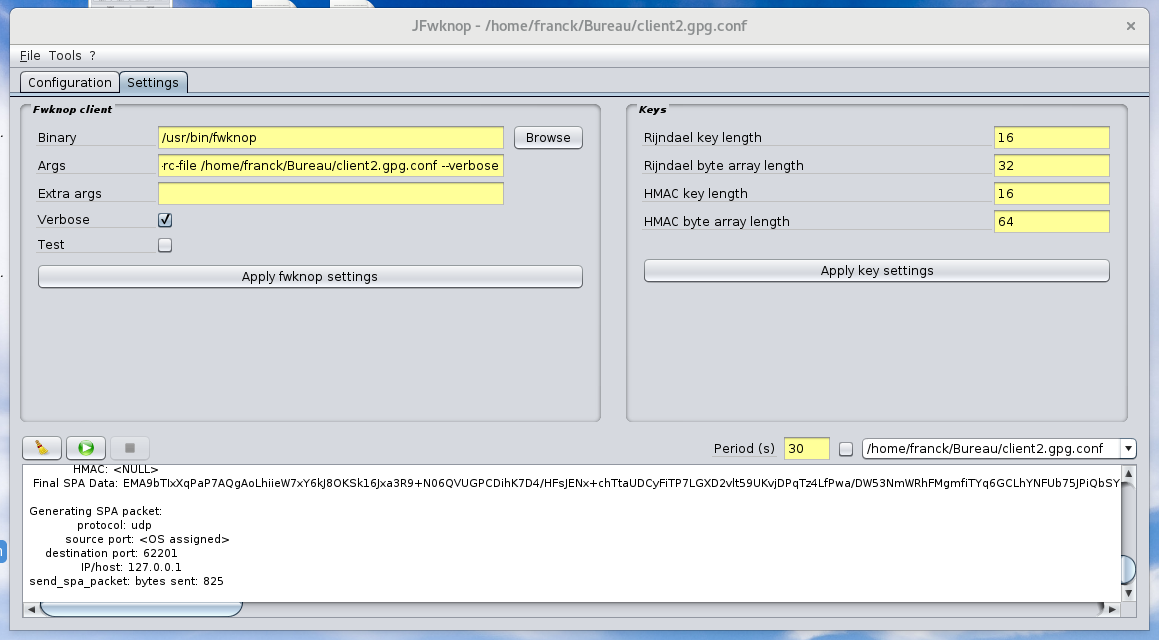 JFwknop - /home/franck/Bureau/client2.gpg.conf
File Tools ?
Configuration Settings
Fwknop client
Binary /usr/bin/fwknop Browse
Args -rc-file /home/franck/Bureau/client2.gpg.conf --verbose
Extra args
Verbose
Test
Apply fwknop settings
Keys
Rijndael key length 16
Rijndael byte array length 32
HMAC key length 16
HMAC byte array length 64
Apply key settings
Period (s) 30 /home/franck/Bureau/client2.gpg.conf
HMAC: <NULL>
Final SPA Data: EMA9bTIxXqPaP7AQgAoLhiieW7xY6kJ8OKSk16Jxa3R9+N06QVUGPCDihK7D4/HFsJENx+chTtaUDCyFiTP7LGXD2vlt59UKvjDPqTz4LfPwa/DW53NmWRhFMgmfiTYq6GCLhYNFUb75JPiQbSY
Generating SPA packet:
protocol: udp
source port: <OS assigned>
destination port: 62201
IP/host: 127.0.0.1
send_spa_packet: bytes sent: 825